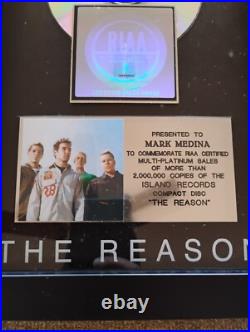 RIAA
PRESENTED TO
MARK MEDINA
TO COMMEMORATE RIAA CERTIFIED
MULTI-PLATINUM SALES
OF MORE THAN
2,000,000 COPIES OF THE
ISLAND RECORDS
COMPACT DISC
"THE REASON"
28
THE REASON